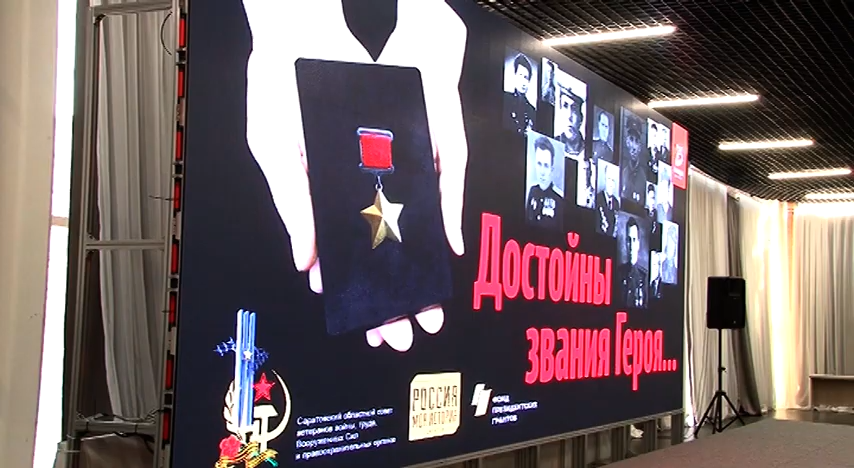 Достойны
звания Героя...
Саратовский областной совет
ветеранов войны, труда,
Вооруженных Сил
и правоохранительных органов
РОССИЯ
МОЯ ИСТОРИЯ
ФОНД
ПРЕЗИДЕНТСКИХ
ГРАНТОВ